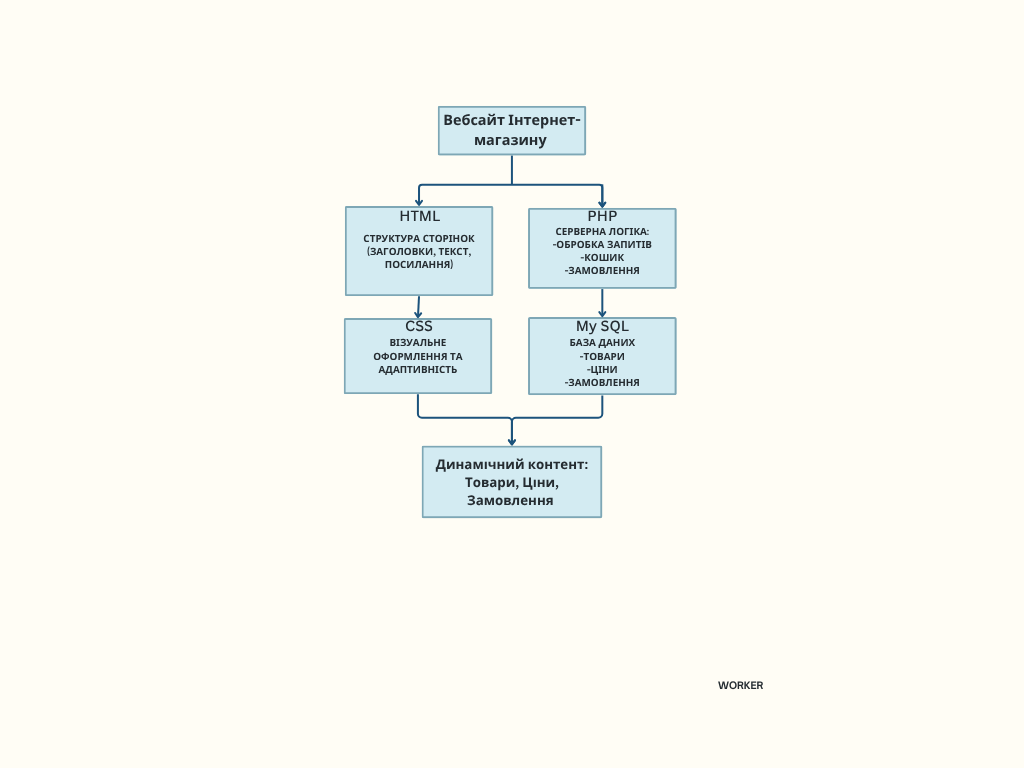 Вебсайт Інтернет-
магазину
HTML
СТРУКТУРА СТОРІНОК
(ЗАГОЛОВКИ, ТЕКСТ,
ПОСИЛАННЯ)
PHP
СЕРВЕРНА ЛОГІКА:
-ОБРОБКА ЗАПИТІВ
-КОШИК
-ЗАМОВЛЕННЯ
CSS
ВІЗУАЛЬНЕ
ОФОРМЛЕННЯ ТА
АДАПТИВНІСТЬ
My SQL
БАЗА ДАНИХ
-ТОВАРИ
-ЦІНИ
-ЗАМОВЛЕННЯ
Динамічний контент:
Товари, Ціни,
Замовлення
WORKER